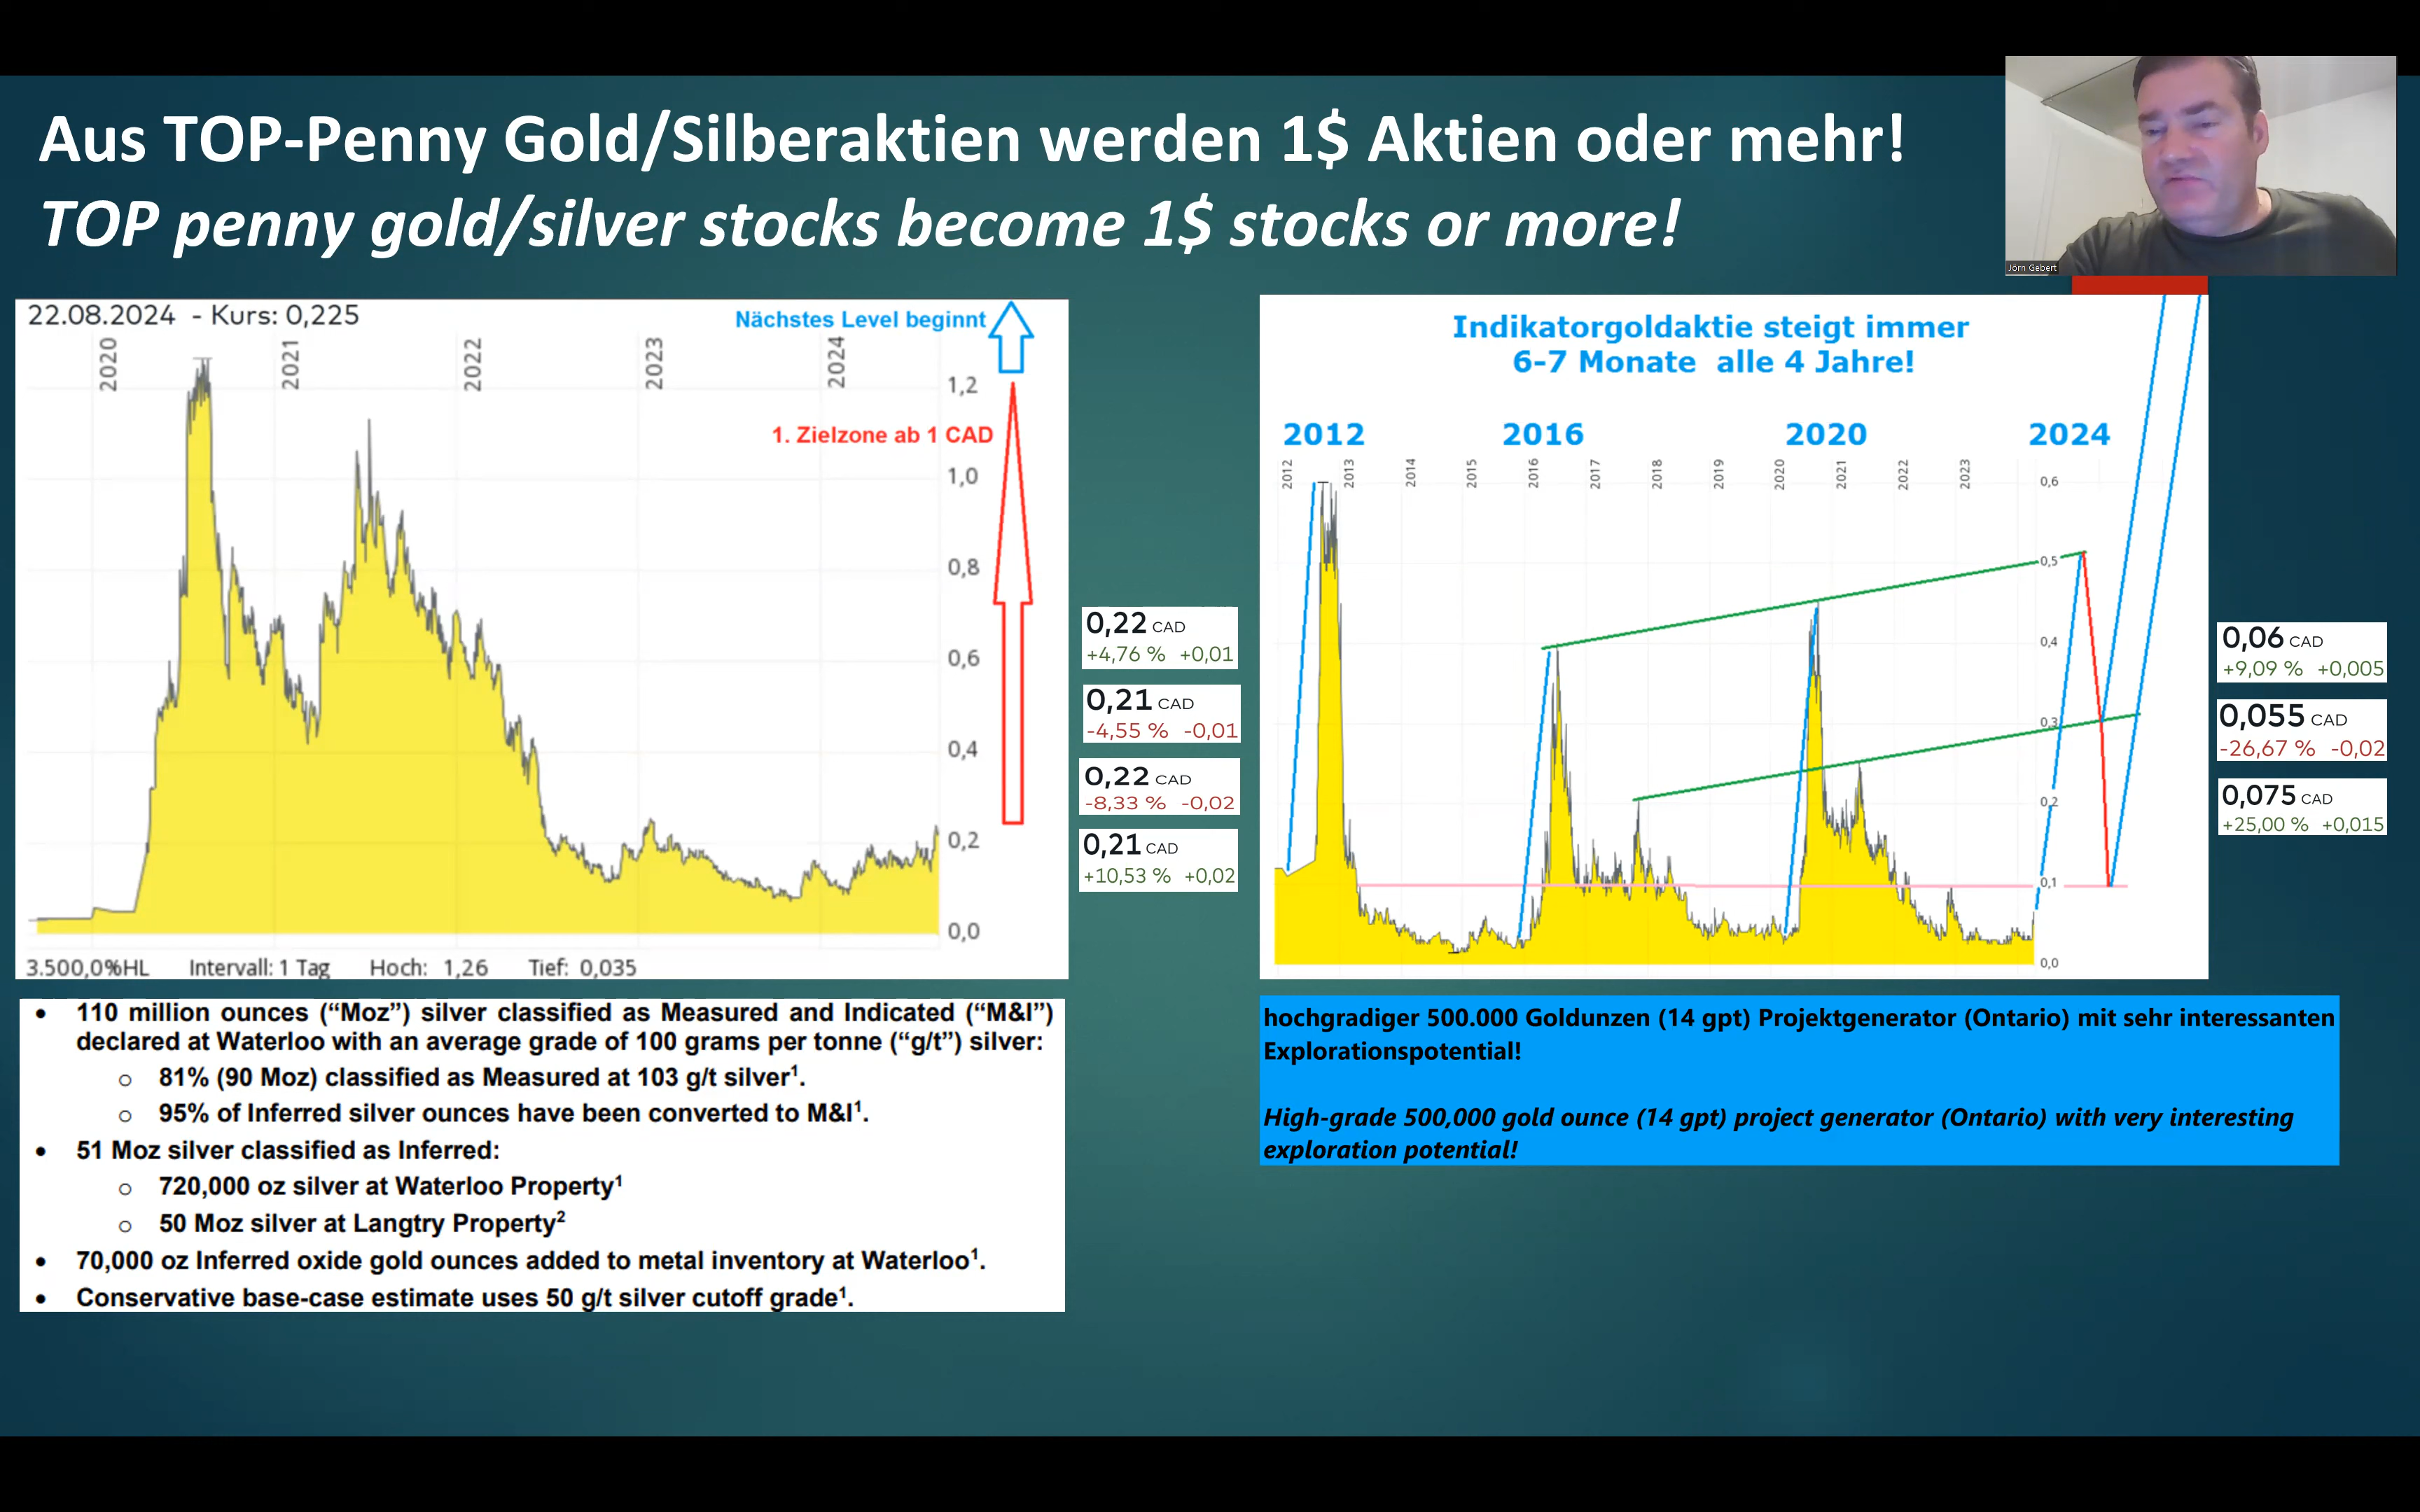 Aus TOP-Penny Gold/Silberaktien werden 1$ Aktien oder mehr!
TOP penny gold/silver stocks become 1$ stocks or more!
Jörn Gebert
22.08.2024 - Kurs: 0,225
Nächstes Level beginnt
2020
2021
2022
2023
2024
1. Zielzone ab 1 CAD
1,2
1,0
0,8
0,6
0,4
0,2
0,0
3.500,0%HL Intervall: 1 Tag Hoch: 1,26 Tief: 0,035
0,22 CAD
+4,76 % +0,01
0,21 CAD
-4,55 % -0,01
0,22 CAD
-8,33 % -0,02
0,21 CAD
+10,53 % +0,02
Indikatorgoldaktie steigt immer
6-7 Monate alle 4 Jahre!
2012 2016 2020 2024
2012
2013
2014
2015
2016
2017
2018
2019
2020
2021
2022
2023
0,6
0,5
0,4
0,3
0,2
0,1
0,0
0,06 CAD
+9,09 % +0,005
0,055 CAD
-26,67 % -0,02
0,075 CAD
+25,00 % +0,015
• 110 million ounces (“Moz”) silver classified as Measured and Indicated (“M&I”)
declared at Waterloo with an average grade of 100 grams per tonne (“g/t”) silver:
o 81% (90 Moz) classified as Measured at 103 g/t silver¹.
o 95% of Inferred silver ounces have been converted to M&I¹.
• 51 Moz silver classified as Inferred:
o 720,000 oz silver at Waterloo Property¹
o 50 Moz silver at Langtry Property²
• 70,000 oz Inferred oxide gold ounces added to metal inventory at Waterloo¹.
• Conservative base-case estimate uses 50 g/t silver cutoff grade¹.
hochgradiger 500.000 Goldunzen (14 gpt) Projektgenerator (Ontario) mit sehr interessanten
Explorationspotential!
High-grade 500,000 gold ounce (14 gpt) project generator (Ontario) with very interesting
exploration potential!